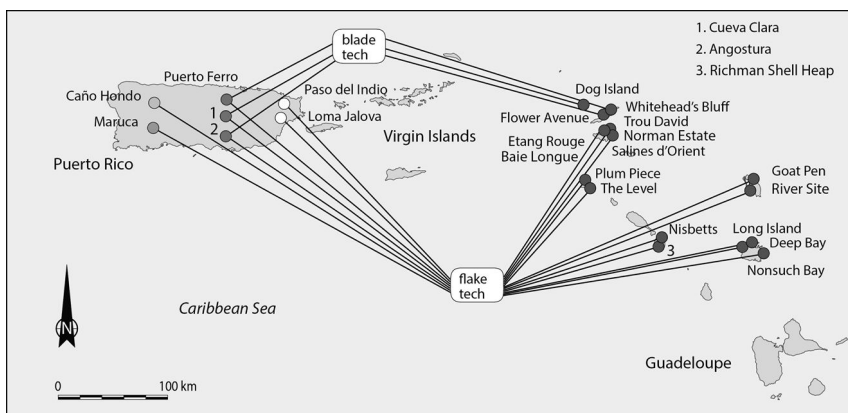 blade
tech
1. Cueva Clara
2. Angostura
3. Richman Shell Heap
Puerto Ferro
Paso del Indio
Dog Island
Caño Hondo
Whitehead's Bluff
1
Loma Jalova
Flower Avenue
Trou David
Maruca
2
Virgin Islands
Norman Estate
Etang Rouge
Salines d'Orient
Baie Longue
Puerto Rico
Plum Piece
Goat Pen
The Level
River Site
Nisbetts
Long Island
3
Deep Bay
Nonsuch Bay
flake
tech
Caribbean Sea
N
Guadeloupe
0
100 km